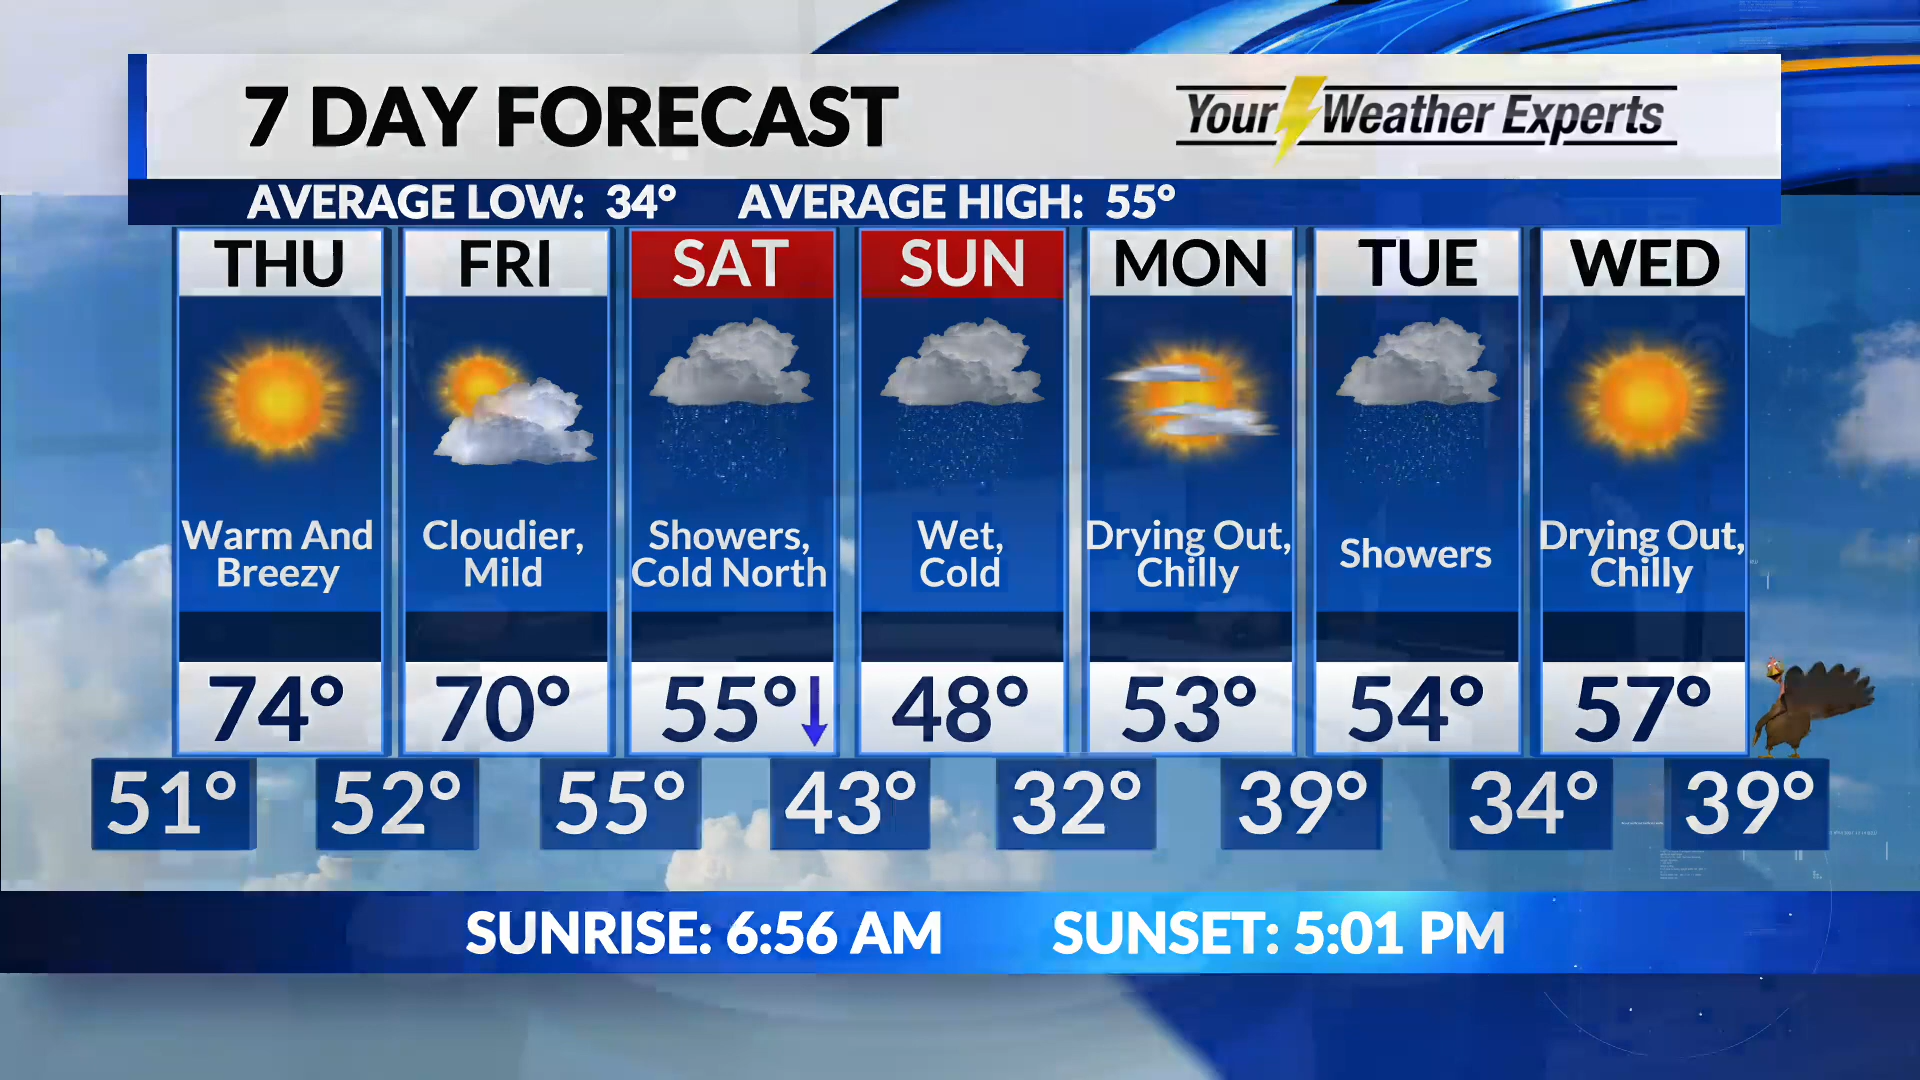 7 DAY FORECAST
Your Weather Experts
AVERAGE LOW: 34° AVERAGE HIGH: 55°
THU FRI SAT SUN MON TUE WED
Warm And
Breezy
Cloudier,
Mild
Showers,
Cold North
Wet,
Cold
Drying Out,
Chilly
Showers
Drying Out,
Chilly
74° 70° 55° 48° 53° 54° 57°
51° 52° 55° 43° 32° 39° 34° 39°
SUNRISE: 6:56 AM SUNSET: 5:01 PM